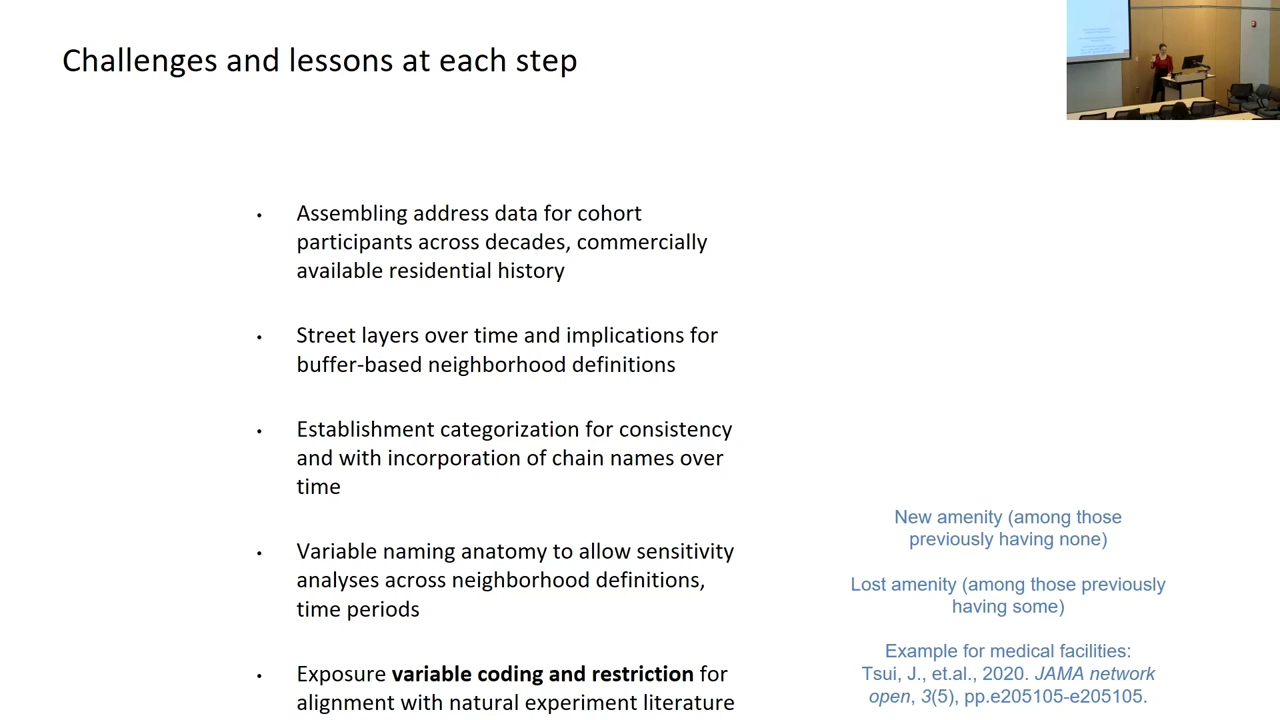 Challenges and lessons at each step
• Assembling address data for cohort
participants across decades, commercially
available residential history
• Street layers over time and implications for
buffer-based neighborhood definitions
• Establishment categorization for consistency
and with incorporation of chain names over
time
• Variable naming anatomy to allow sensitivity
analyses across neighborhood definitions,
time periods
• Exposure variable coding and restriction for
alignment with natural experiment literature
New amenity (among those
previously having none)
Lost amenity (among those previously
having some)
Example for medical facilities:
Tsui, J., et.al., 2020. JAMA network
open, 3(5), pp.e205105-e205105.